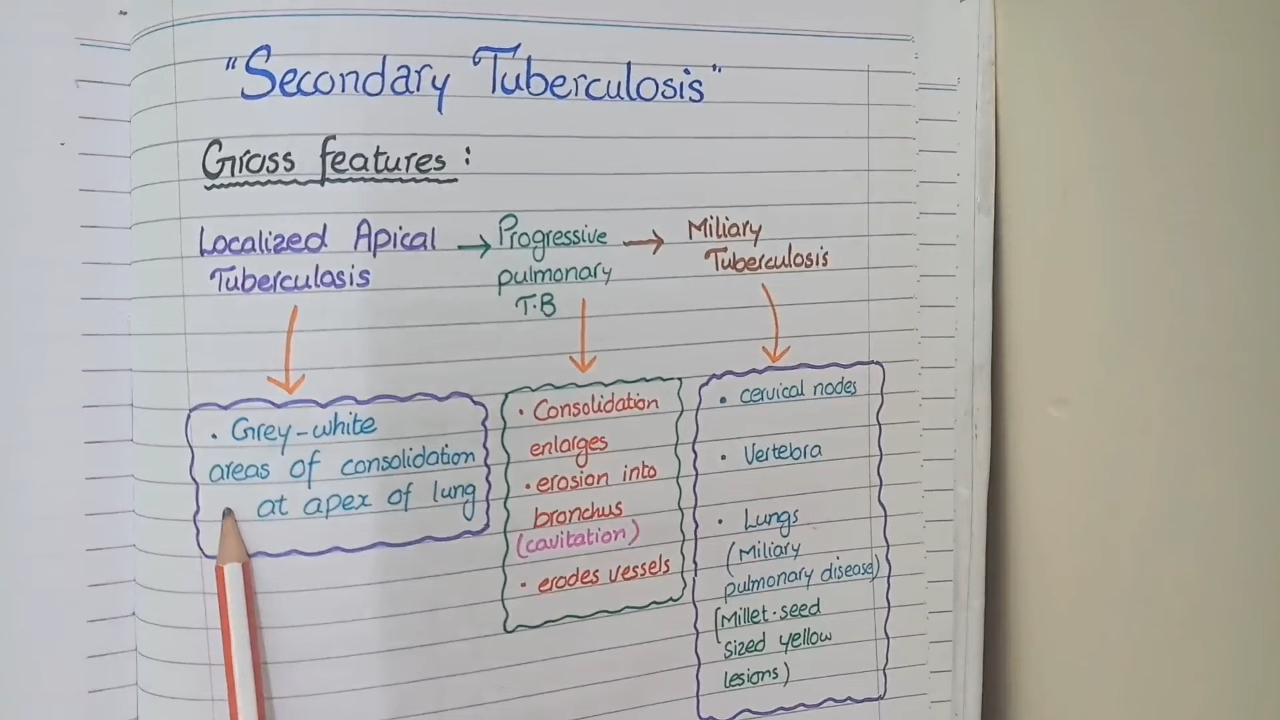 "Secondary Tuberculosis"
Gross features:
Localized Apical
Tuberculosis
→ Progressive
pulmonary
T.B
→ Miliary
Tuberculosis
• Grey-white
areas of consolidation
at apex of lung
• Consolidation
enlarges
• erosion into
bronchus
(cavitation)
• erodes vessels
• cervical nodes
• Vertebra
• Lungs
(Miliary
pulmonary disease)
(Millet-seed
sized yellow
lesions)